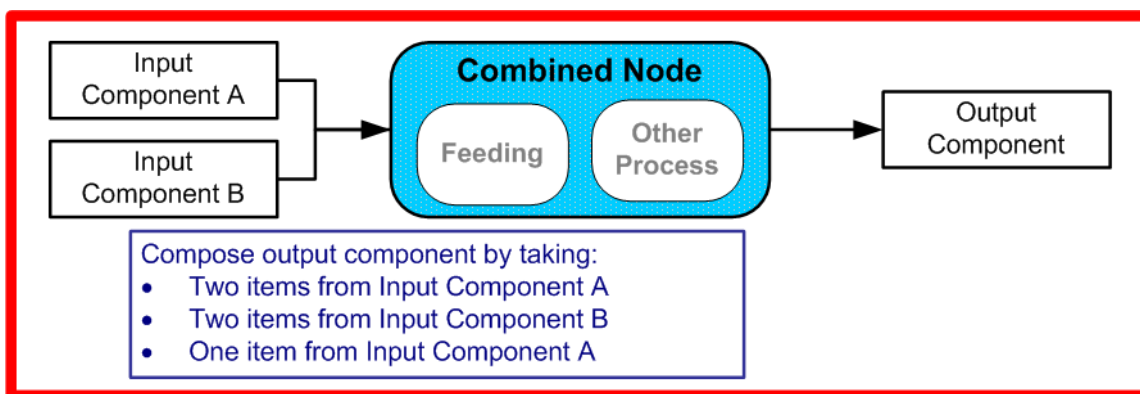 Input
Component A
Input
Component B
Combined Node
Feeding
Other
Process
Output
Component
Compose output component by taking:
• Two items from Input Component A
• Two items from Input Component B
• One item from Input Component A